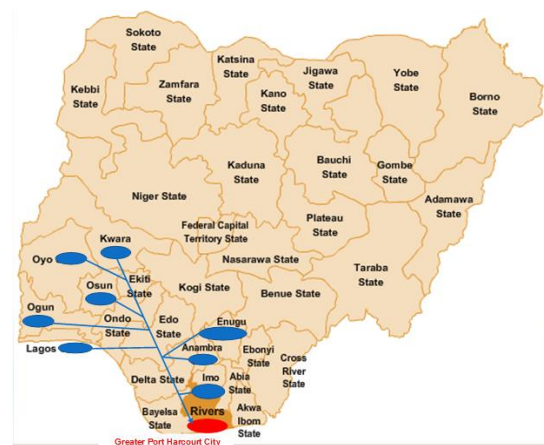 Sokoto
State
Katsina
State
Jigawa
State
Yobe
State
Kebbi
State
Zamfara
State
Kano
State
Borno
State
Kaduna
State
Bauchi
State
Gombe
State
Niger State
Adamawa
State
Plateau
State
Federal Capital
Territory State
Kwara
Nasarawa State
Taraba
State
Oyo
Ekiti
State
Kogi State
Benue State
Osun
Ogun
Ondo
State
Edo
State
Enugu
Lagos
Anambra
Ebonyi
State
Cross
River
State
Delta State
Imo
Abia
State
Bayelsa
State
Rivers
Akwa
Ibom
State
Greater Port Harcourt City